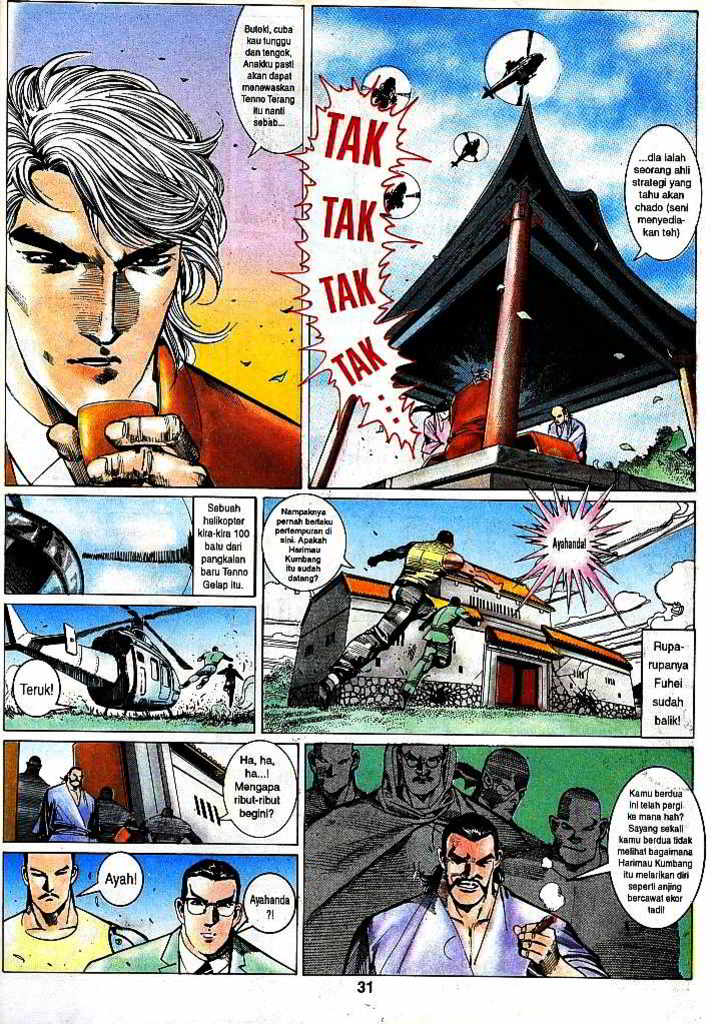 Butoki, cuba
kau tunggu
dan tengok,
Anakku pasti
akan dapat
menewaskan
Tenno Terang
itu nanti
sebab...
TAK
TAK
TAK
TAK
...dia ialah
seorang ahli
strategi yang
tahu akan
chado (seni
menyedia-
kan teh)
Sebuah
helikopter
kira-kira 100
batu dari
pangkalan
baru Tenno
Gelap itu.
Teruk!
Nampaknya
pernah berlaku
pertempuran di
sini. Apakah
Harimau
Kumbang
itu sudah
datang?
Ayahanda!
Rupa-
rupanya
Fuhei
sudah
balik!
Ha, ha,
ha...!
Mengapa
ribut-ribut
begini?
Ayah!
Ayahanda
?!
Kamu berdua
ini telah pergi
ke mana hah?
Sayang sekali
kamu berdua tidak
melihat bagaimana
Harimau Kumbang
itu melarikan diri
seperti anjing
bercawat ekor
tadi!
31